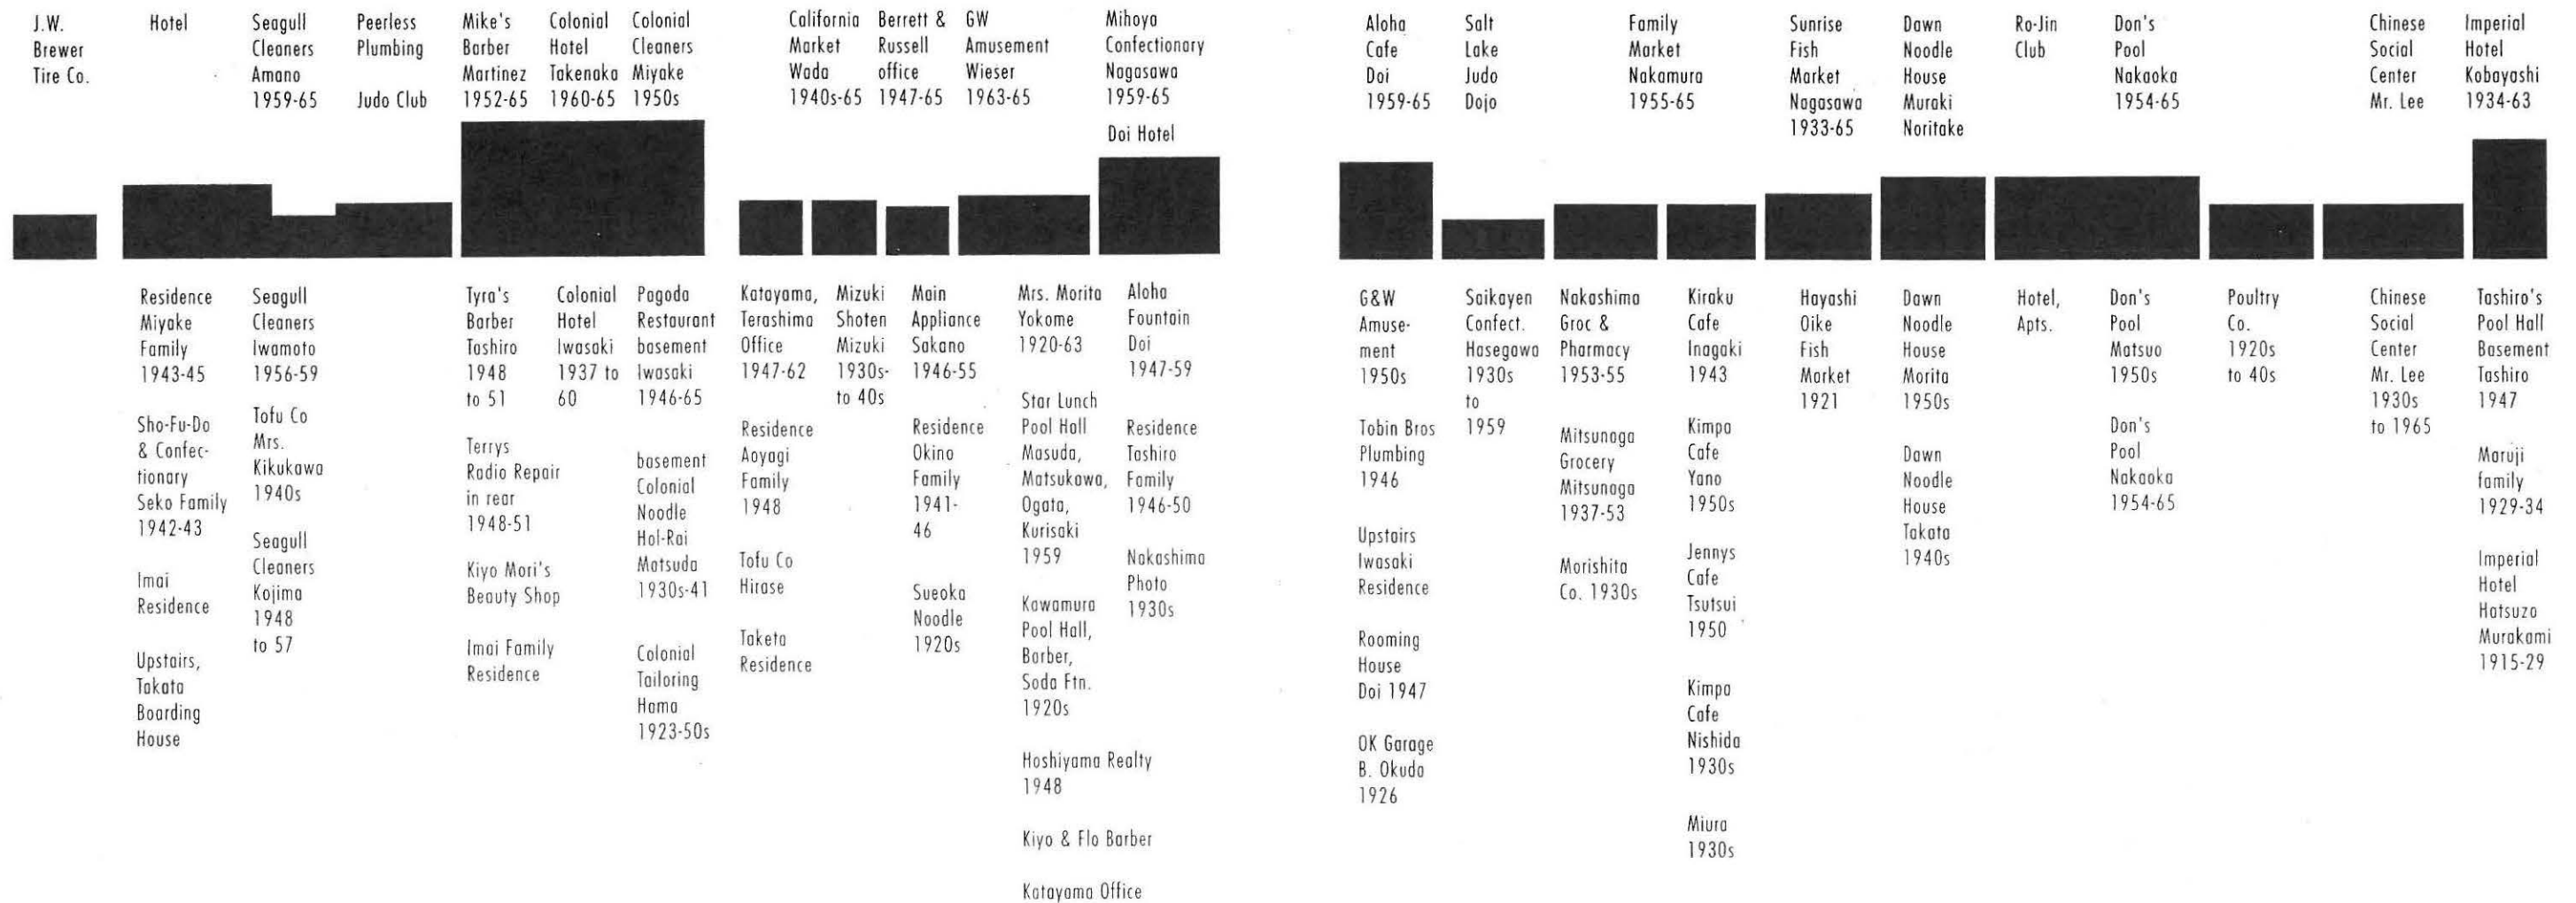 J.W.
Brewer
Tire Co.
Hotel
Seagull
Cleaners
Amano
1959-65
Peerless
Plumbing
Judo Club
Mike's
Barber
Martinez
1952-65
Colonial
Hotel
Takenaka
1960-65
Colonial
Cleaners
Miyake
1950s
California
Market
Wada
1940s-65
Berrett &
Russell
office
1947-65
GW
Amusement
Wieser
1963-65
Mihoya
Confectionary
Nagasawa
1959-65
Doi Hotel
Aloha
Cafe
Doi
1959-65
Salt
Lake
Judo
Dojo
Family
Market
Nakamura
1955-65
Sunrise
Fish
Market
Nagasawa
1933-65
Dawn
Noodle
House
Muraki
Noritake
Ro-Jin
Club
Don's
Pool
Nakaoka
1954-65
Chinese
Social
Center
Mr. Lee
Imperial
Hotel
Kobayashi
1934-63
Residence
Miyake
Family
1943-45
Sho-Fu-Do
& Confec-
tionary
Seko Family
1942-43
Imai
Residence
Upstairs,
Takata
Boarding
House
Seagull
Cleaners
Iwamoto
1956-59
Tofu Co
Mrs.
Kikukawa
1940s
Seagull
Cleaners
Kojima
1948
to 57
Tyra's
Barber
Tashiro
1948
to 51
Terrys
Radio Repair
in rear
1948-51
Kiyo Mori's
Beauty Shop
Imai Family
Residence
Colonial
Hotel
Iwasaki
1937 to
60
Pagoda
Restaurant
basement
Iwasaki
1946-65
basement
Colonial
Noodle
Hol-Rai
Matsuda
1930s-41
Colonial
Tailoring
Hama
1923-50s
Katayama,
Terashima
Office
1947-62
Residence
Aoyagi
Family
1948
Tofu Co
Hirase
Taketa
Residence
Mizuki
Shoten
Mizuki
1930s-
to 40s
Main
Appliance
Sakano
1946-55
Residence
Okino
Family
1941-
46
Sueoka
Noodle
1920s
Mrs. Morita
Yokome
1920-63
Star Lunch
Pool Hall
Masuda,
Matsukawa,
Ogata,
Kurisaki
1959
Kawamura
Pool Hall,
Barber,
Soda Ftn.
1920s
Hoshiyama Realty
1948
Kiyo & Flo Barber
Katayama Office
Aloha
Fountain
Doi
1947-59
Residence
Tashiro
Family
1946-50
Nakashima
Photo
1930s
G&W
Amuse-
ment
1950s
Tobin Bros
Plumbing
1946
Upstairs
Iwasaki
Residence
Rooming
House
Doi 1947
OK Garage
B. Okuda
1926
Saikayen
Confect.
Hasegawa
1930s
to
1959
Nakashima
Groc &
Pharmacy
1953-55
Mitsunaga
Grocery
Mitsunaga
1937-53
Morishita
Co. 1930s
Kiraku
Cafe
Inagaki
1943
Kimpa
Cafe
Yano
1950s
Jennys
Cafe
Tsutsui
1950
Kimpa
Cafe
Nishida
1930s
Miura
1930s
Hayashi
Oike
Fish
Market
1921
Dawn
Noodle
House
Morita
1950s
Dawn
Noodle
House
Takata
1940s
Hotel,
Apts.
Don's
Pool
Matsuo
1950s
Don's
Pool
Nakaoka
1954-65
Poultry
Co.
1920s
to 40s
Chinese
Social
Center
Mr. Lee
1930s
to 1965
Tashiro's
Pool Hall
Basement
Tashiro
1947
Maruji
family
1929-34
Imperial
Hotel
Hatsuzo
Murakami
1915-29